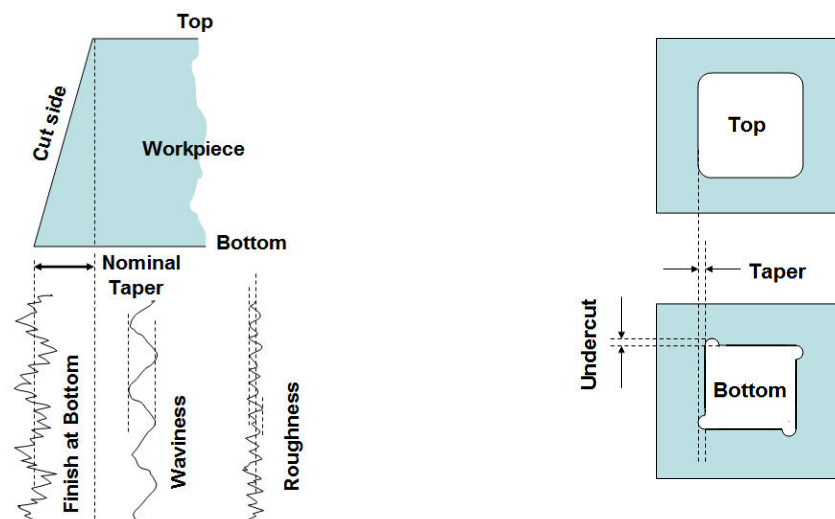 Top
Cut side
Workpiece
Bottom
Nominal
Taper
Finish at Bottom
Waviness
Roughness
Top
Taper
Undercut
Bottom